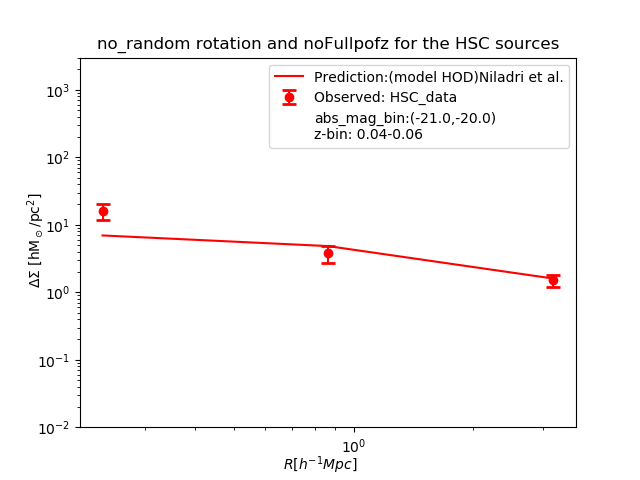 no_random rotation and noFullpofz for the HSC sources
Prediction:(model HOD)Niladri et al.
Observed: HSC_data
abs_mag_bin:(-21.0,-20.0)
z-bin: 0.04-0.06
ΔΣ [hM⊙/pc²]
10³
10²
10¹
10⁰
10⁻¹
10⁻²
10⁰
R[h⁻¹Mpc]